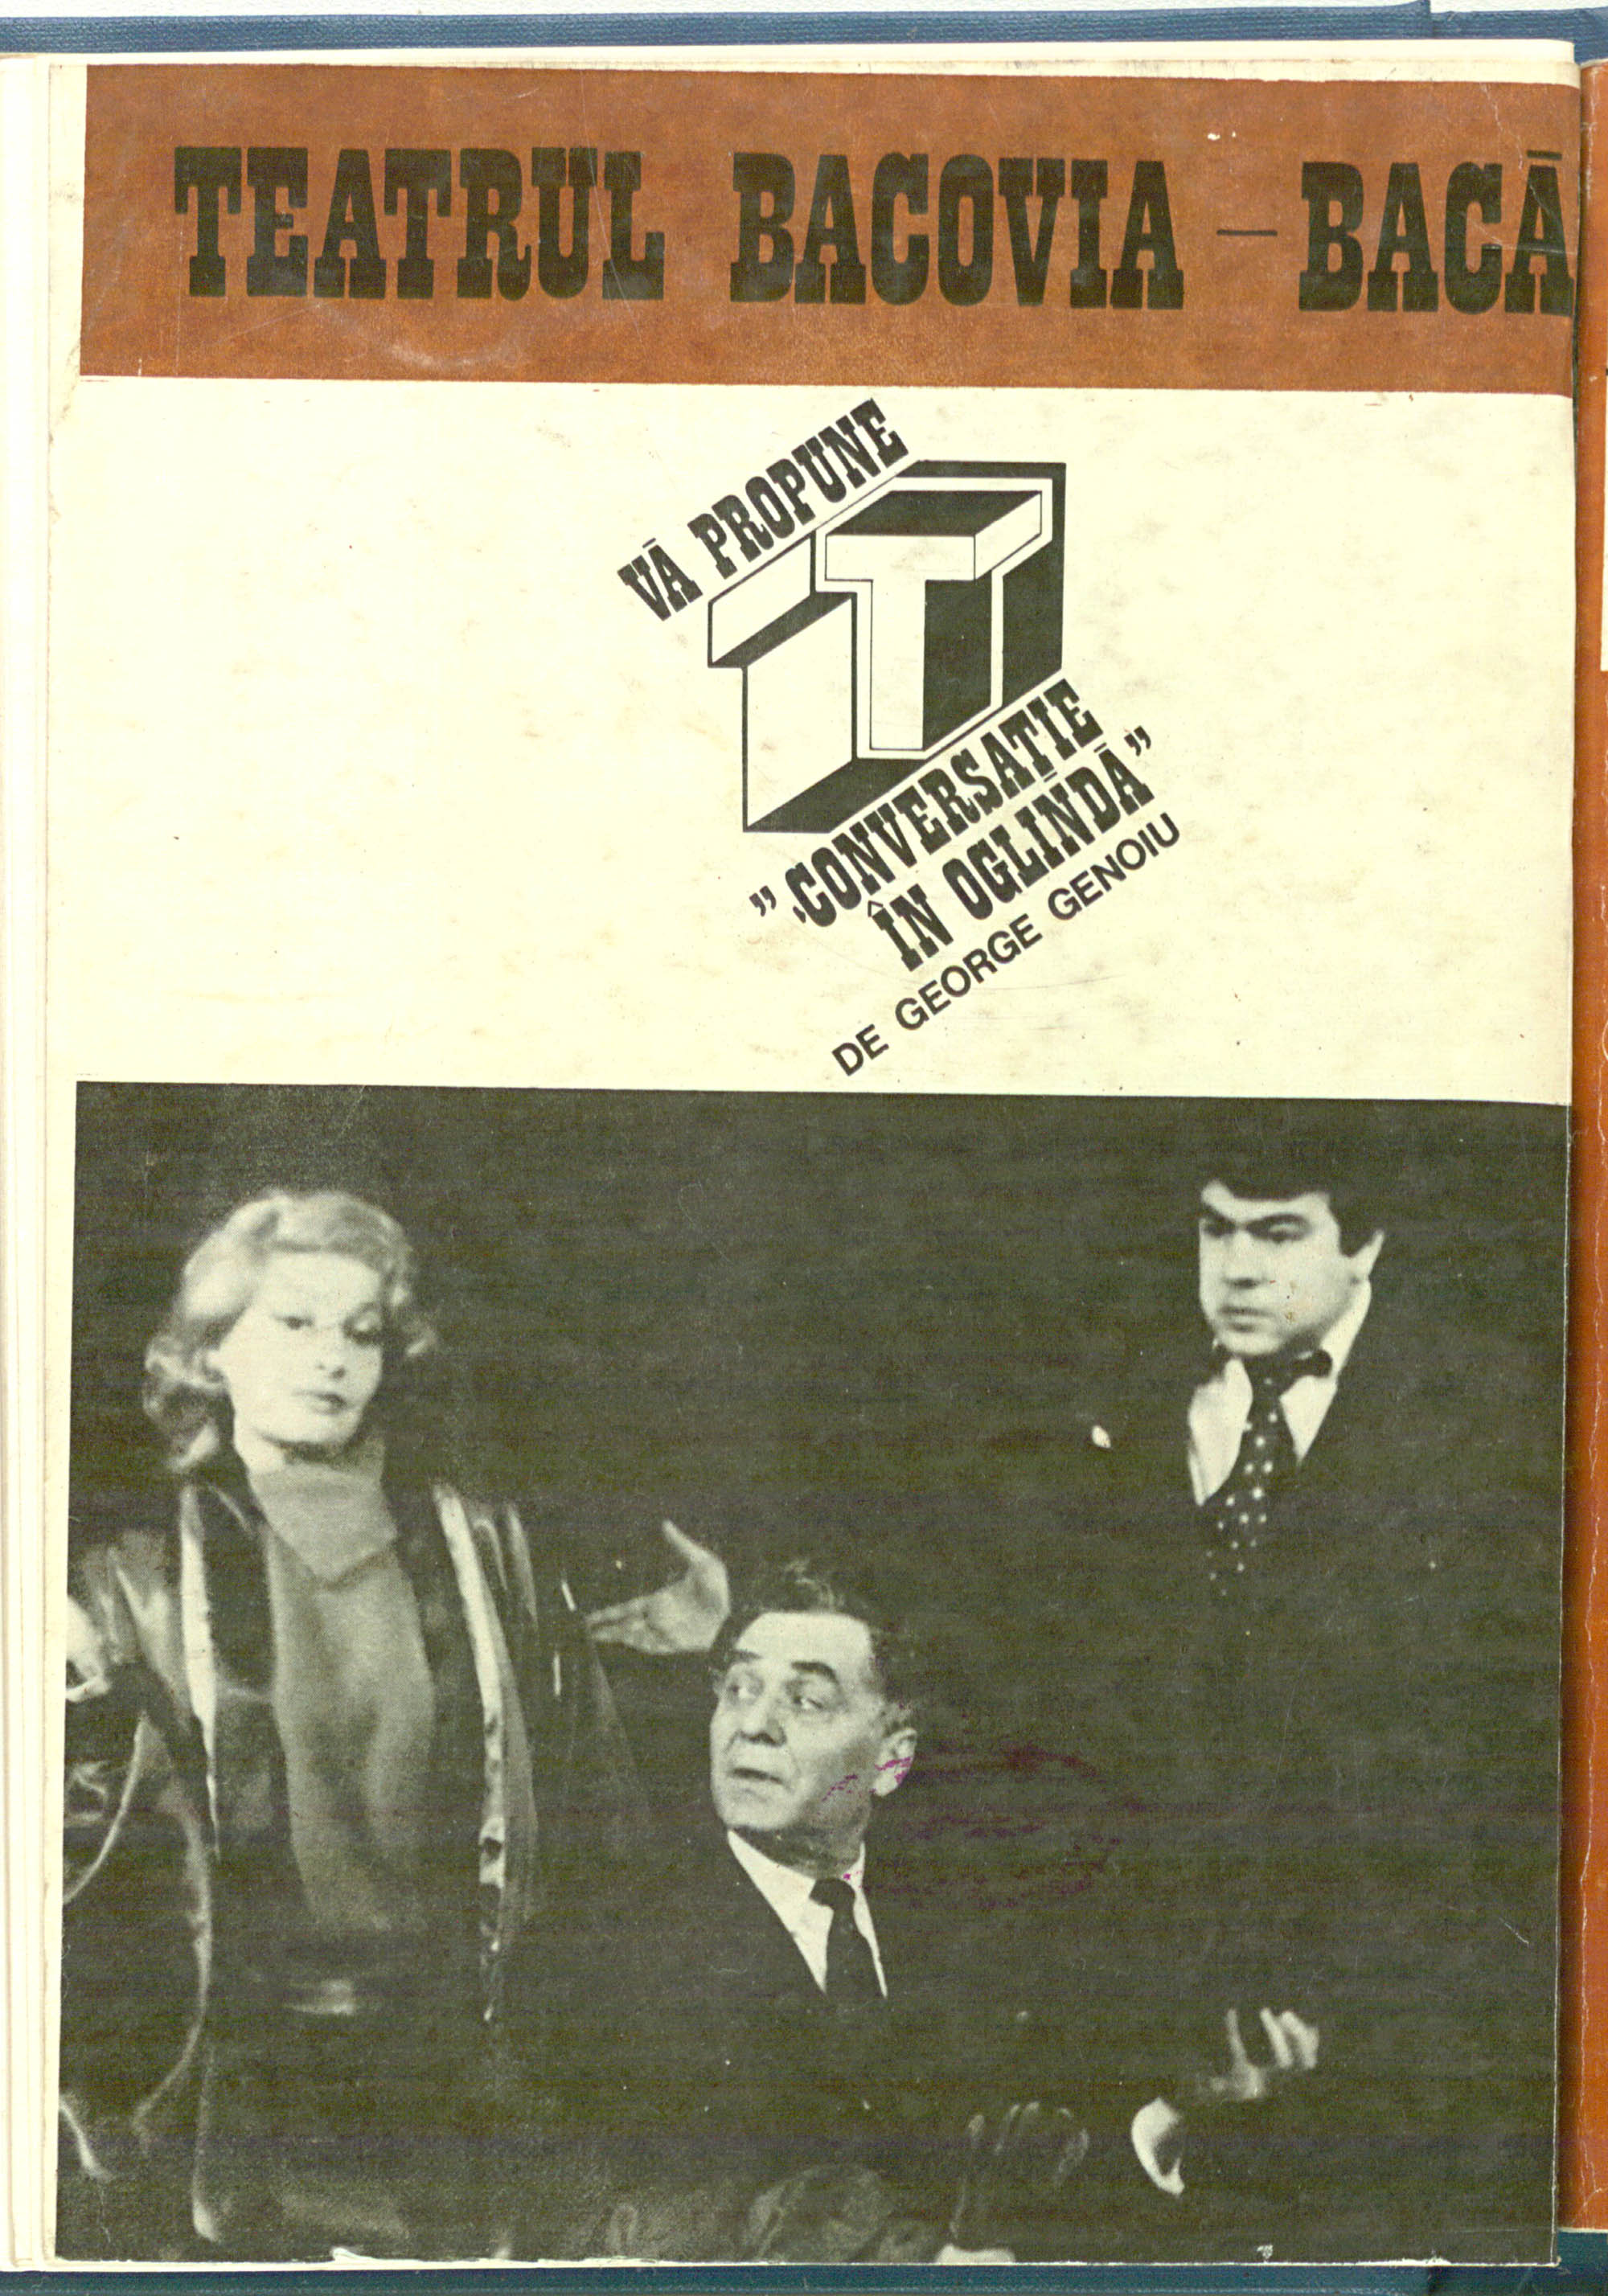 TEATRUL BACOVIA — BACĂ
VĂ PROPUNE
T
"CONVERSAȚIE
ÎN OGLINDĂ"
DE GEORGE GENOIU